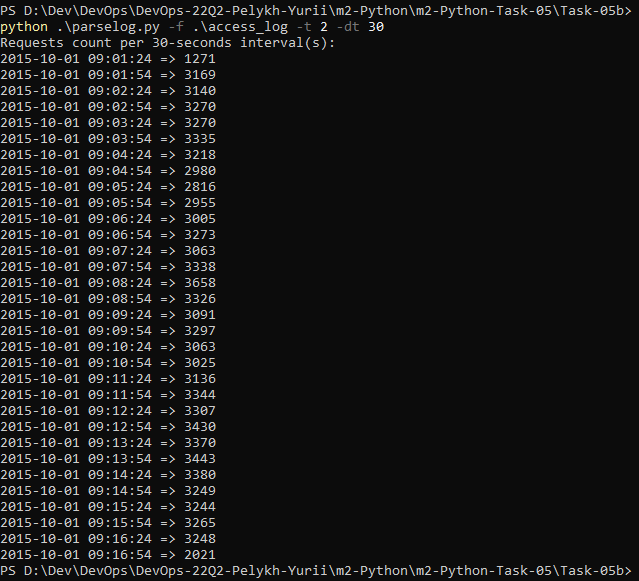 PS D:\Dev\DevOps\DevOps-22Q2-Pelykh-Yurii\m2-Python\m2-Python-Task-05\Task-05b>
python .\parselog.py -f .\access_log -t 2 -dt 30
Requests count per 30-seconds interval(s):
2015-10-01 09:01:24 => 1271
2015-10-01 09:01:54 => 3169
2015-10-01 09:02:24 => 3140
2015-10-01 09:02:54 => 3270
2015-10-01 09:03:24 => 3270
2015-10-01 09:03:54 => 3335
2015-10-01 09:04:24 => 3218
2015-10-01 09:04:54 => 2980
2015-10-01 09:05:24 => 2816
2015-10-01 09:05:54 => 2955
2015-10-01 09:06:24 => 3005
2015-10-01 09:06:54 => 3273
2015-10-01 09:07:24 => 3063
2015-10-01 09:07:54 => 3338
2015-10-01 09:08:24 => 3658
2015-10-01 09:08:54 => 3326
2015-10-01 09:09:24 => 3091
2015-10-01 09:09:54 => 3297
2015-10-01 09:10:24 => 3063
2015-10-01 09:10:54 => 3025
2015-10-01 09:11:24 => 3136
2015-10-01 09:11:54 => 3344
2015-10-01 09:12:24 => 3307
2015-10-01 09:12:54 => 3430
2015-10-01 09:13:24 => 3370
2015-10-01 09:13:54 => 3443
2015-10-01 09:14:24 => 3380
2015-10-01 09:14:54 => 3249
2015-10-01 09:15:24 => 3244
2015-10-01 09:15:54 => 3265
2015-10-01 09:16:24 => 3248
2015-10-01 09:16:54 => 2021
PS D:\Dev\DevOps\DevOps-22Q2-Pelykh-Yurii\m2-Python\m2-Python-Task-05\Task-05b>